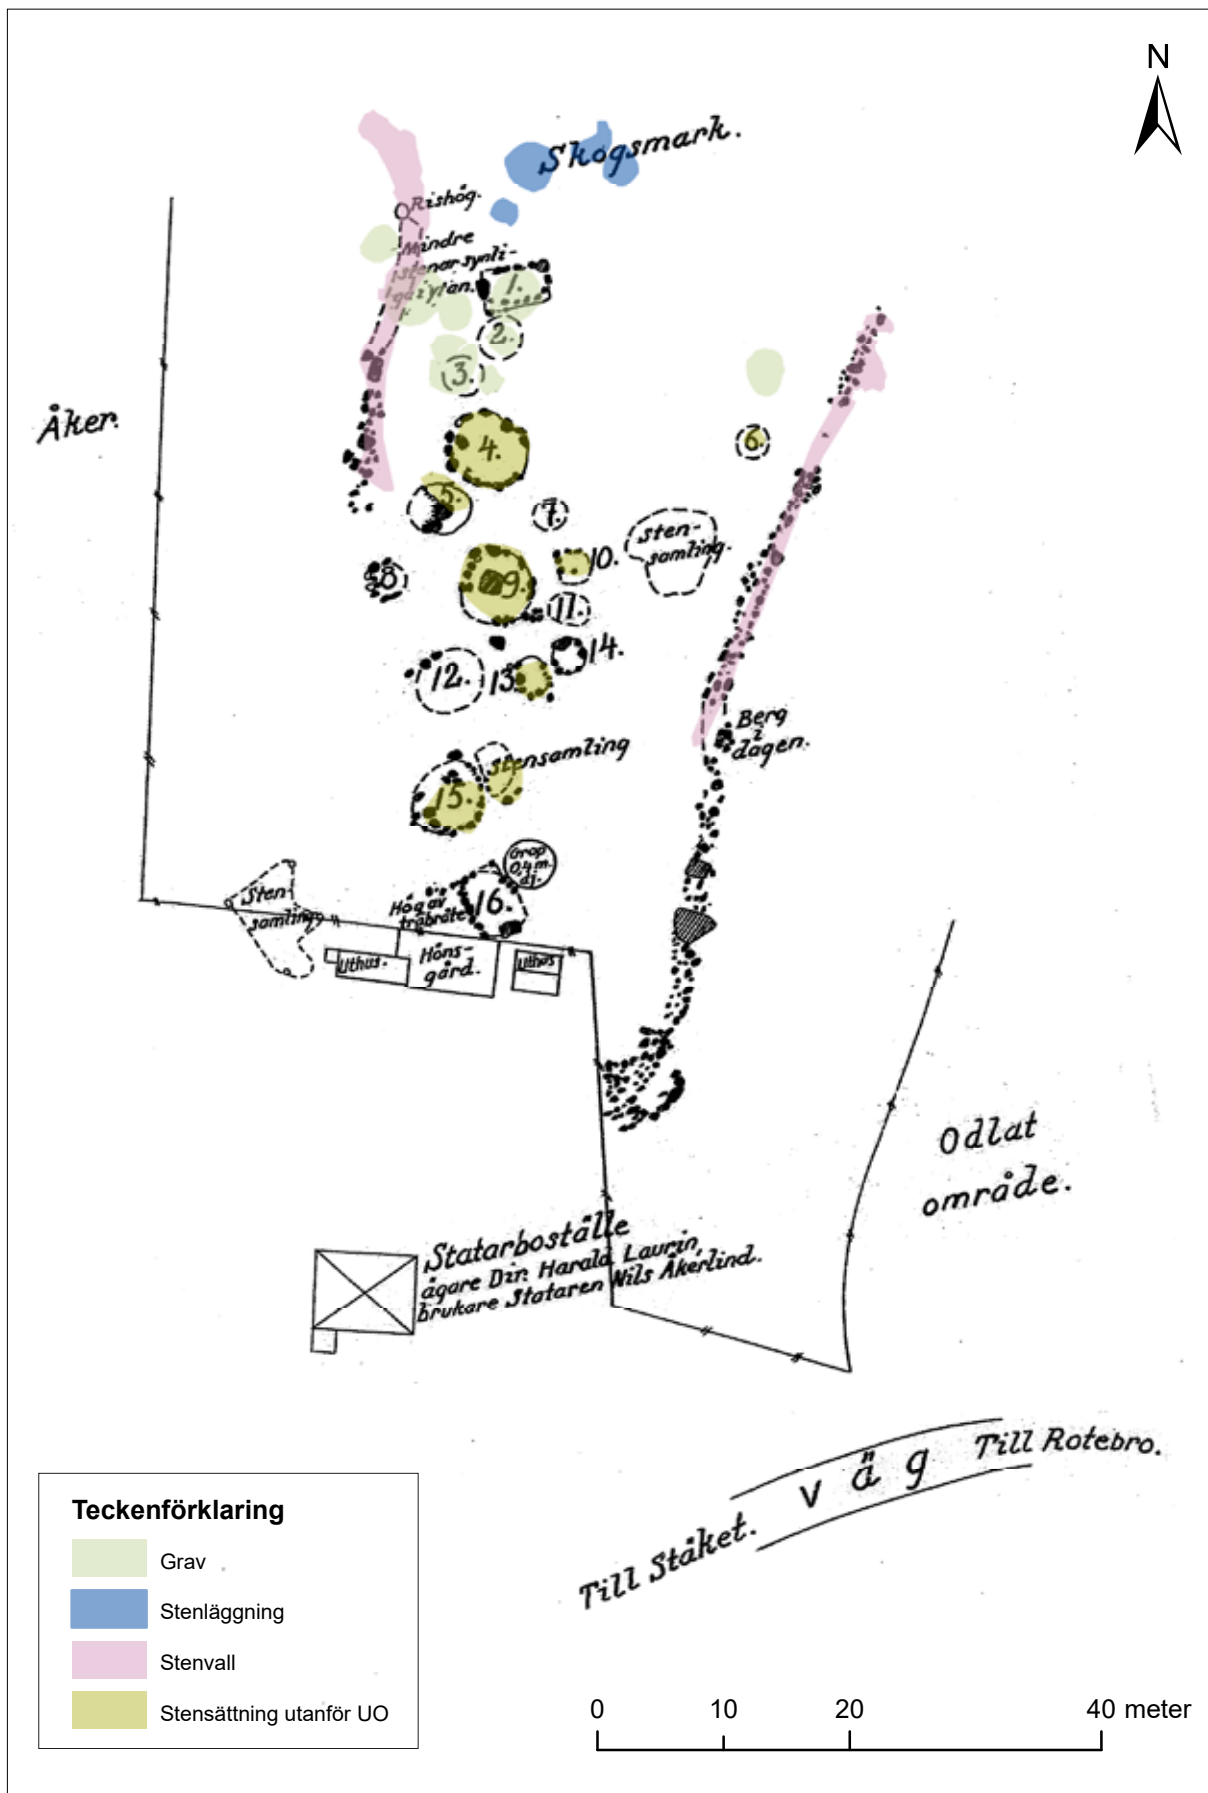 N
Skogsmark.
Rishög.
Mindre
stenar synli-
ga i ytan.
1.
2.
3.
Åker.
4.
6.
5.
7.
Sten-
samling.
10.
8
9.
11.
14.
12.
13
Berg
i
dagen.
Stensamling
15.
Grop
0,4 m.
dj.
Sten-
samling
Hög av
träbråte
16.
Uthus.
Höns-
gård.
Uthus
Odlat
område.
Statarboställe
ägare Dir. Harald Laurin,
brukare Stataren Nils Åkerlind.
Till Stäket.
väg
Till Rotebro.
Teckenförklaring
Grav
Stenläggning
Stenvall
Stensättning utanför UO
0 10 20 40 meter